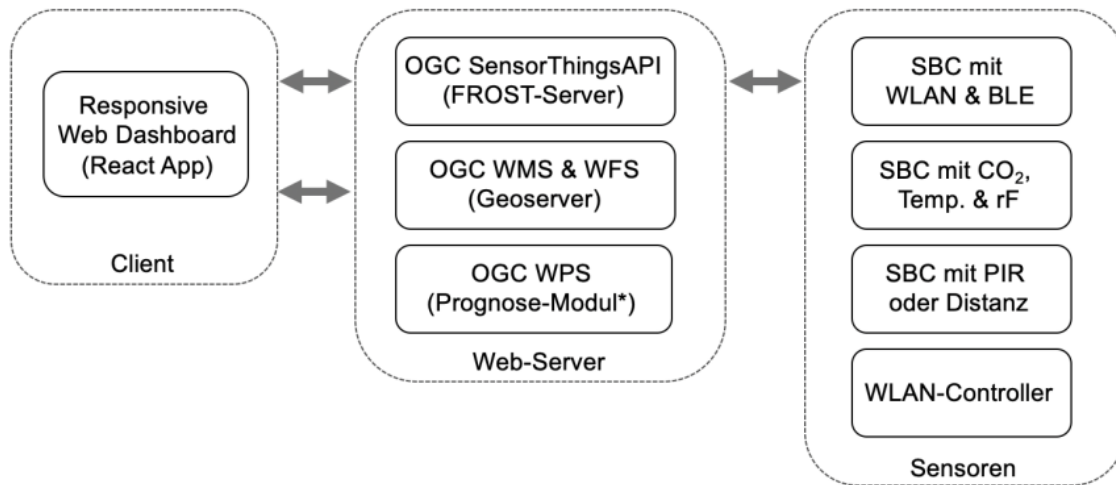 Responsive
Web Dashboard
(React App)
Client
OGC SensorThingsAPI
(FROST-Server)
OGC WMS & WFS
(Geoserver)
OGC WPS
(Prognose-Modul*)
Web-Server
SBC mit
WLAN & BLE
SBC mit CO₂,
Temp. & rF
SBC mit PIR
oder Distanz
WLAN-Controller
Sensoren